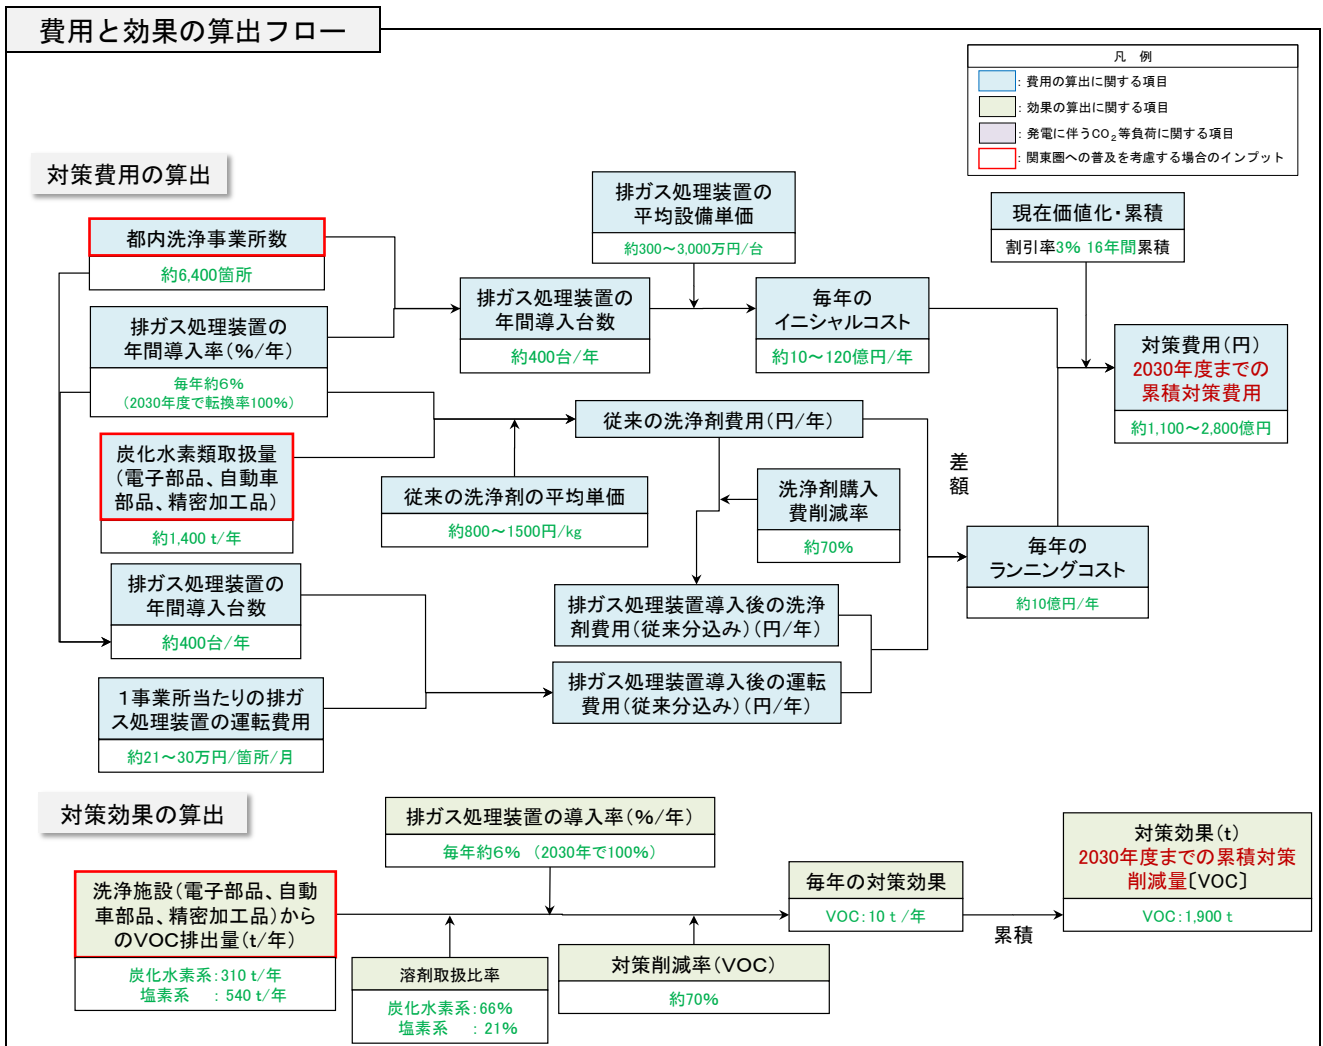 費用と効果の算出フロー
凡　例
：費用の算出に関する項目
：効果の算出に関する項目
：発電に伴うCO₂等負荷に関する項目
：関東圏への普及を考慮する場合のインプット
対策費用の算出
都内洗浄事業所数
約6,400箇所
排ガス処理装置の
年間導入率（％/年）
毎年約6％
（2030年度で転換率100％）
炭化水素類取扱量
（電子部品、自動車
部品、精密加工品）
約1,400 t/年
排ガス処理装置の
年間導入台数
約400台/年
1事業所当たりの排ガ
ス処理装置の運転費用
約21～30万円/箇所/月
排ガス処理装置の
平均設備単価
約300～3,000万円/台
排ガス処理装置の
年間導入台数
約400台/年
毎年の
イニシャルコスト
約10～120億円/年
現在価値化・累積
割引率3％ 16年間累積
対策費用（円）
2030年度までの
累積対策費用
約1,100～2,800億円
従来の洗浄剤費用（円/年）
従来の洗浄剤の平均単価
約800～1500円/kg
洗浄剤購入
費削減率
約70％
差
額
毎年の
ランニングコスト
約10億円/年
排ガス処理装置導入後の洗浄
剤費用（従来分込み）（円/年）
排ガス処理装置導入後の運転
費用（従来分込み）（円/年）
対策効果の算出
排ガス処理装置の導入率（％/年）
毎年約6％　（2030年で100％）
洗浄施設（電子部品、自動
車部品、精密加工品）から
のVOC排出量（t/年）
炭化水素系：310 t/年
塩素系　　：540 t/年
溶剤取扱比率
炭化水素系：66％
塩素系　　：21％
対策削減率（VOC）
約70％
毎年の対策効果
VOC：10 t /年
累積
対策効果（t）
2030年度までの累積対策
削減量〔VOC〕
VOC：1,900 t